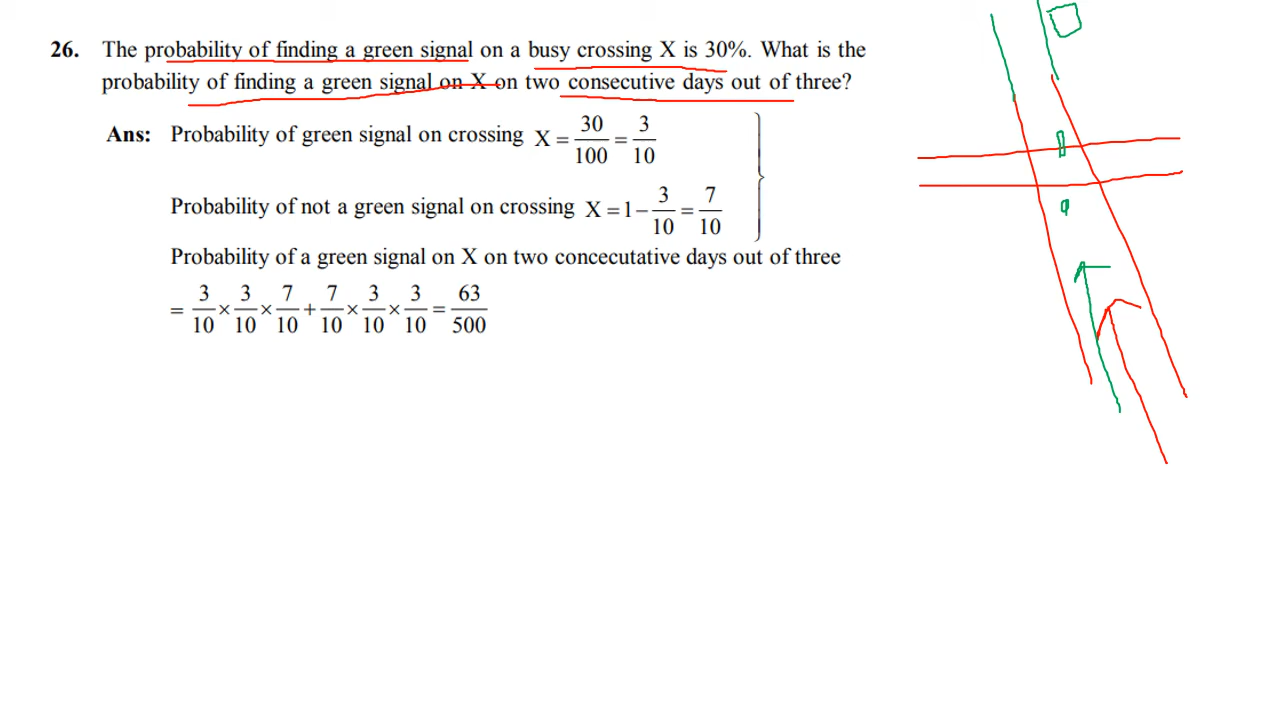 26. The probability of finding a green signal on a busy crossing X is 30%. What is the
probability of finding a green signal on X on two consecutive days out of three?
Ans: Probability of green signal on crossing X = 30/100 = 3/10
Probability of not a green signal on crossing X = 1 − 3/10 = 7/10
Probability of a green signal on X on two concecutative days out of three
= 3/10 × 3/10 × 7/10 + 7/10 × 3/10 × 3/10 = 63/500